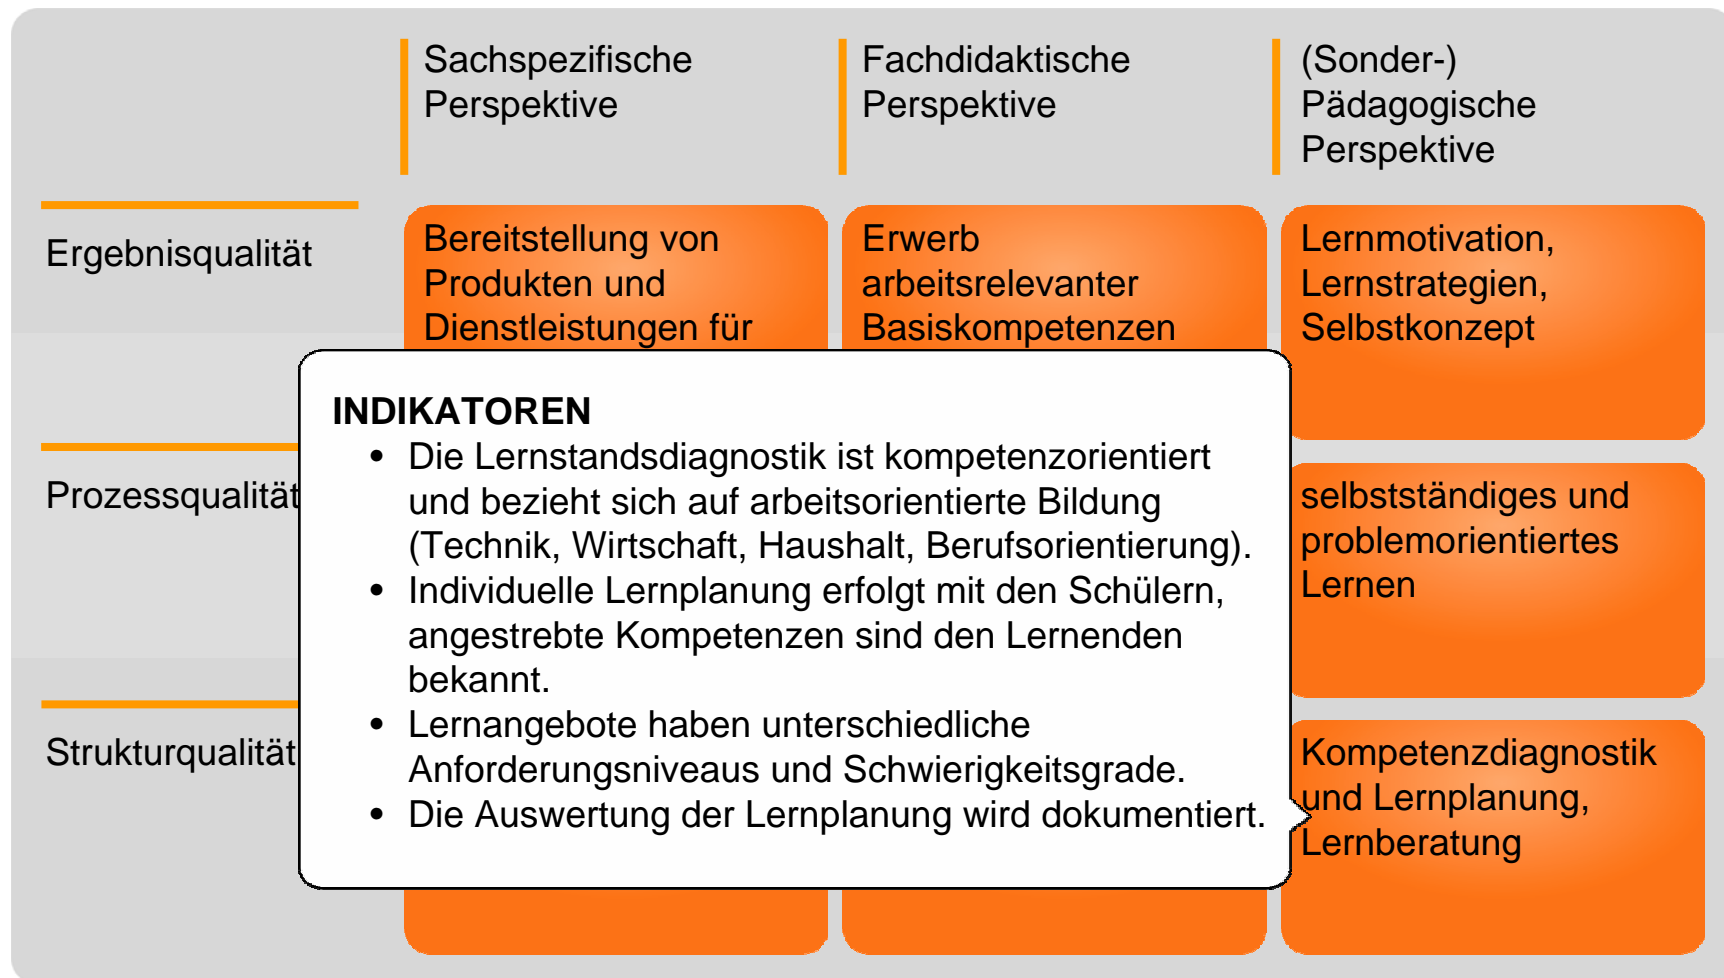 Sachspezifische
Perspektive
Fachdidaktische
Perspektive
(Sonder-)
Pädagogische
Perspektive
Ergebnisqualität
Bereitstellung von
Produkten und
Dienstleistungen für
Erwerb
arbeitsrelevanter
Basiskompetenzen
Lernmotivation,
Lernstrategien,
Selbstkonzept
INDIKATOREN
• Die Lernstandsdiagnostik ist kompetenzorientiert
und bezieht sich auf arbeitsorientierte Bildung
(Technik, Wirtschaft, Haushalt, Berufsorientierung).
• Individuelle Lernplanung erfolgt mit den Schülern,
angestrebte Kompetenzen sind den Lernenden
bekannt.
• Lernangebote haben unterschiedliche
Anforderungsniveaus und Schwierigkeitsgrade.
• Die Auswertung der Lernplanung wird dokumentiert.
Prozessqualität
selbstständiges und
problemorientiertes
Lernen
Strukturqualität
Kompetenzdiagnostik
und Lernplanung,
Lernberatung